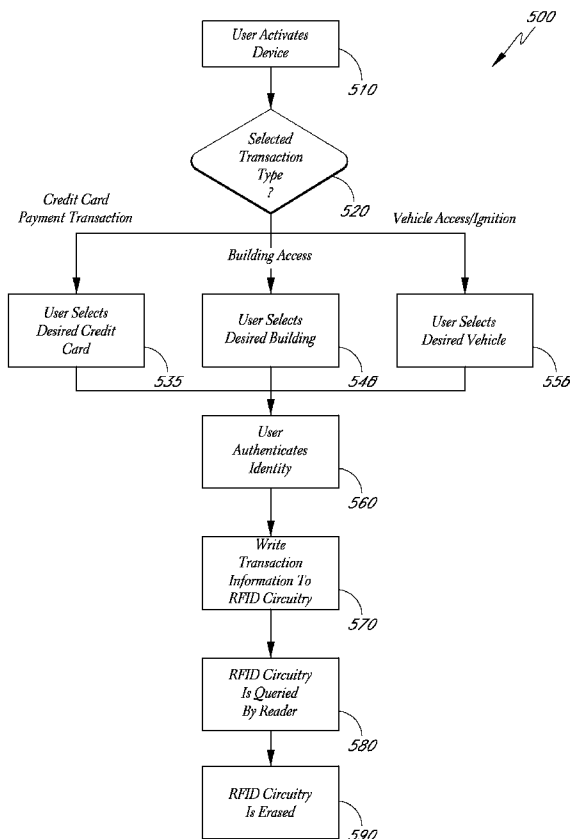 500
User Activates
Device
510
Selected
Transaction
Type
?
520
Credit Card
Payment Transaction
Building Access
Vehicle Access/Ignition
User Selects
Desired Credit
Card
535
User Selects
Desired Building
546
User Selects
Desired Vehicle
556
User
Authenticates
Identity
560
Write
Transaction
Information To
RFID Circuitry
570
RFID Circuitry
Is Queried
By Reader
580
RFID Circuitry
Is Erased
590